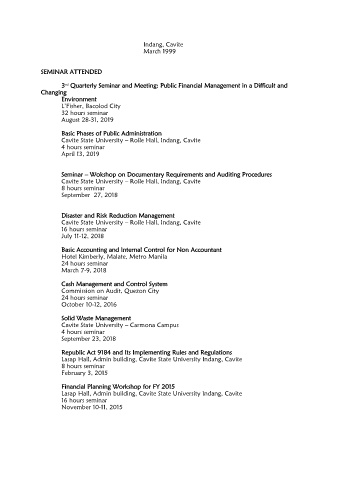 Indang, Cavite
March 1999
SEMINAR ATTENDED
3rd Quarterly Seminar and Meeting: Public Financial Management in a Difficult and
Changing
Environment
L'Fisher, Bacolod City
32 hours seminar
August 28-31, 2019
Basic Phases of Public Administration
Cavite State University – Rolle Hall, Indang, Cavite
4 hours seminar
April 13, 2019
Seminar – Wokshop on Documentary Requirements and Auditing Procedures
Cavite State University – Rolle Hall, Indang, Cavite
8 hours seminar
September 27, 2018
Disaster and Risk Reduction Management
Cavite State University – Rolle Hall, Indang, Cavite
16 hours seminar
July 11-12, 2018
Basic Accounting and Internal Control for Non Accountant
Hotel Kimberly, Malate, Metro Manila
24 hours seminar
March 7-9, 2018
Cash Management and Control System
Commission on Audit, Quezon City
24 hours seminar
October 10-12, 2016
Solid Waste Management
Cavite State University – Carmona Campus
4 hours seminar
September 23, 2018
Republic Act 9184 and Its Implementing Rules and Regulations
Larap Hall, Admin building, Cavite State University Indang, Cavite
8 hours seminar
February 3, 2015
Financial Planning Workshop for FY 2015
Larap Hall, Admin building, Cavite State University Indang, Cavite
16 hours seminar
November 10-11, 2015